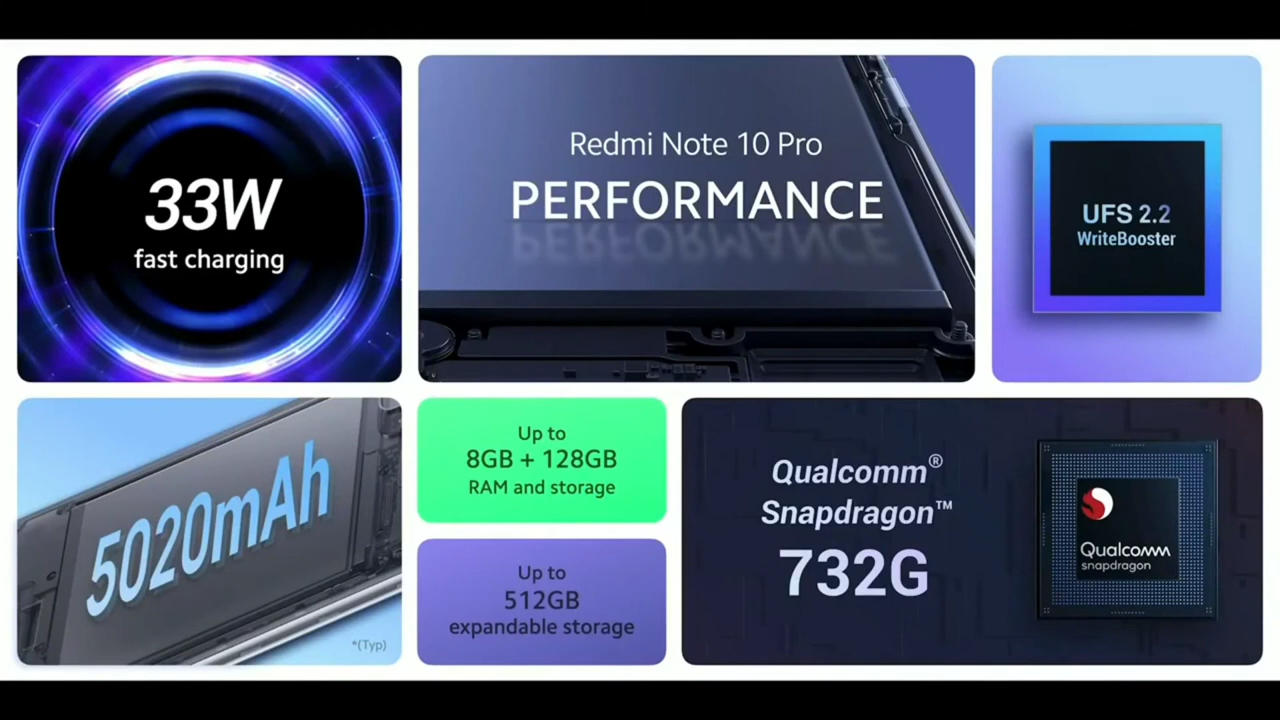 33W
fast charging
Redmi Note 10 Pro
PERFORMANCE
UFS 2.2
WriteBooster
5020mAh
*(Typ)
Up to
8GB + 128GB
RAM and storage
Up to
512GB
expandable storage
Qualcomm®
Snapdragon™
732G
Qualcomm
snapdragon